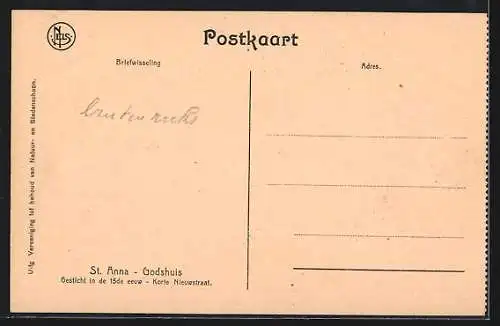 Nels
Postkaart
Briefwisseling
Adres.
Uitg Vereeniging tot behoud van Natuur- en Stedenschoon.
St. Anna - Godshuis
Gesticht in de 15de eeuw - Korte Nieuwstraat.